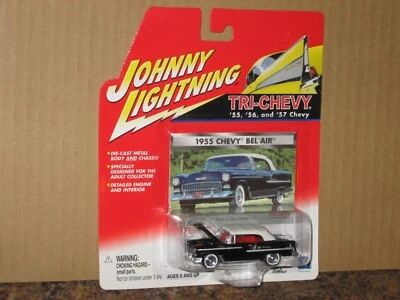 JOHNNY
LIGHTNING
TRI-CHEVY
'55, '56, and '57 Chevy
1955 CHEVY BEL AIR
• DIE-CAST METAL
BODY AND CHASSIS
• SPECIALLY
DESIGNED FOR THE
ADULT COLLECTOR
• DETAILED ENGINE
AND INTERIOR
WARNING:
CHOKING HAZARD—
small parts.
Not for children under 3 yrs.
AGES 8 AND UP